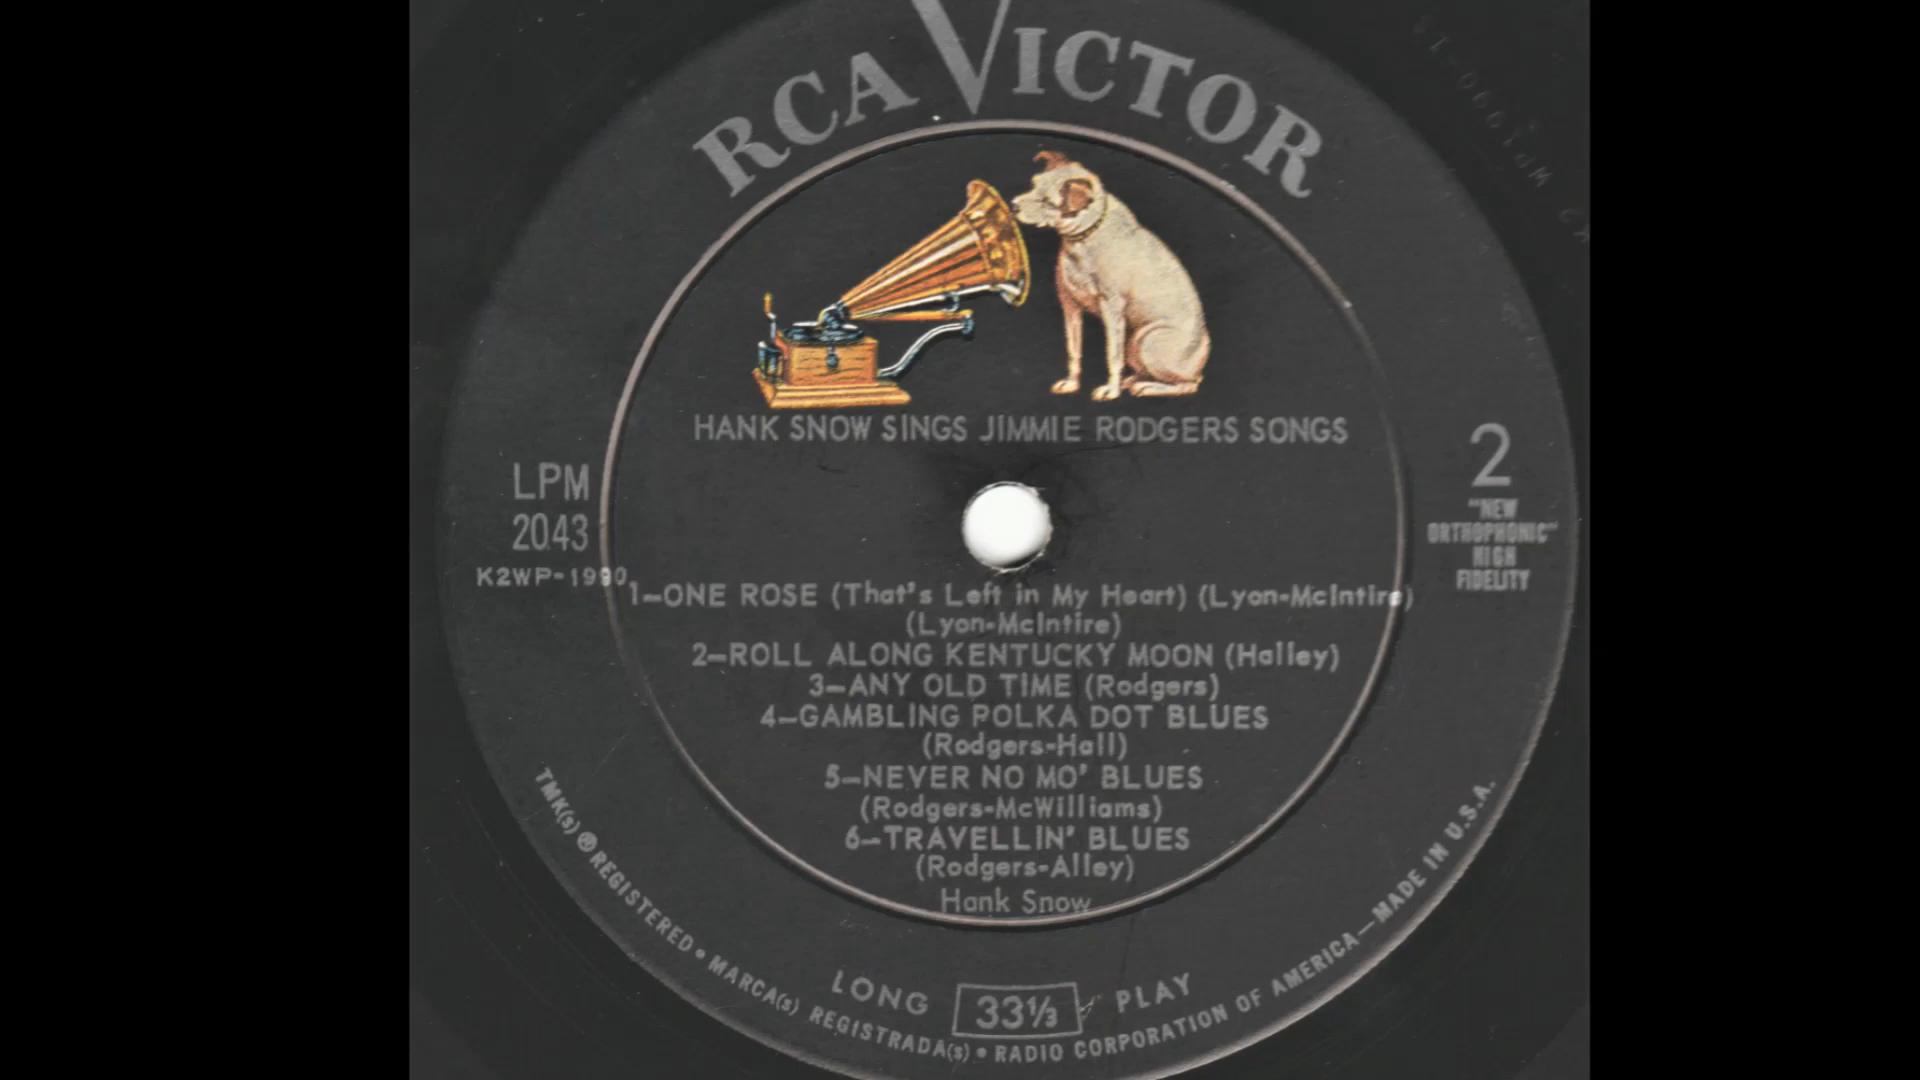 RCA VICTOR
HANK SNOW SINGS JIMMIE RODGERS SONGS
LPM
2043
K2WP-1990
2
"NEW
ORTHOPHONIC"
HIGH
FIDELITY
1-ONE ROSE (That's Left in My Heart) (Lyon-McIntire)
(Lyon-McIntire)
2-ROLL ALONG KENTUCKY MOON (Halley)
3-ANY OLD TIME (Rodgers)
4-GAMBLING POLKA DOT BLUES
(Rodgers-Hall)
5-NEVER NO MO' BLUES
(Rodgers-McWilliams)
6-TRAVELLIN' BLUES
(Rodgers-Alley)
Hank Snow
LONG 33⅓ PLAY
TMK(s) ® REGISTERED • MARCA(s) REGISTRADA(s) • RADIO CORPORATION OF AMERICA—MADE IN U.S.A.